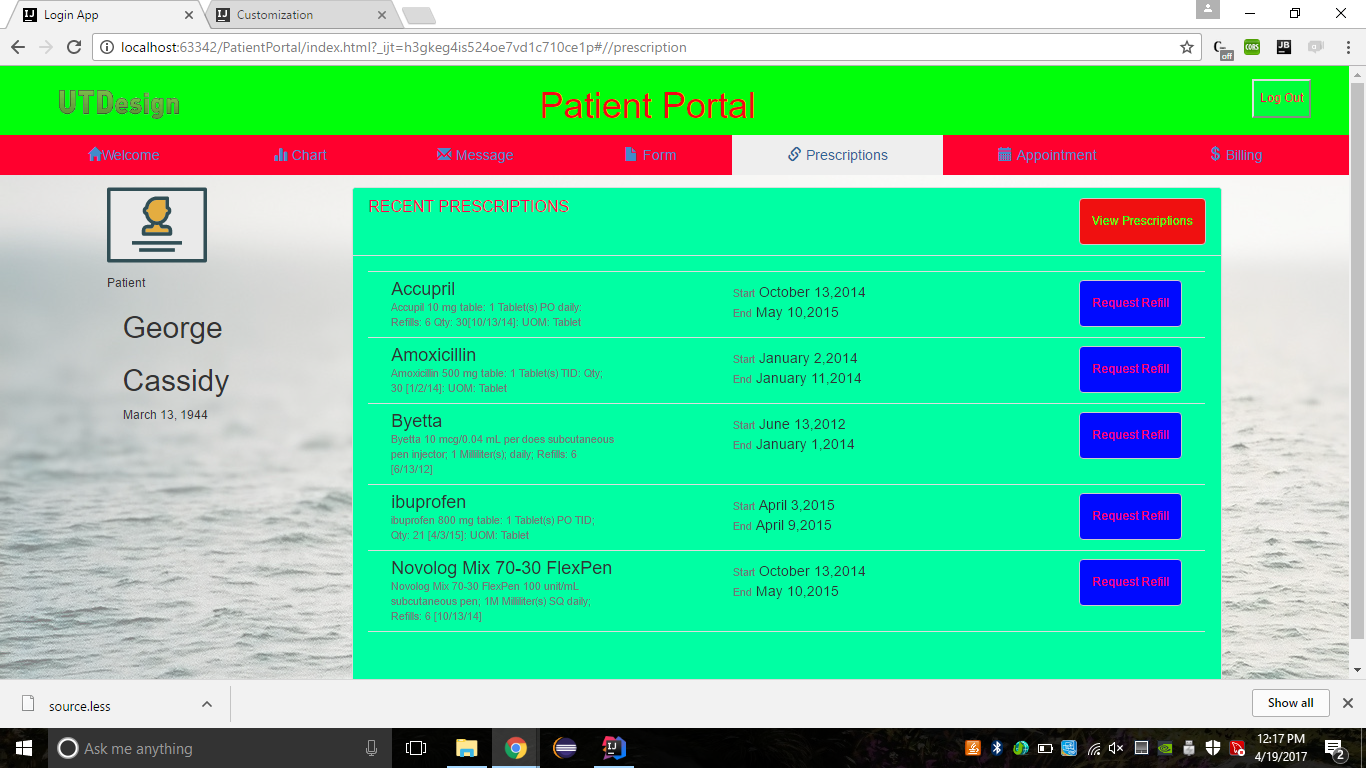 Login App
Customization
localhost:63342/PatientPortal/index.html?_ijt=h3gkeg4is524oe7vd1c710ce1p#//prescription
off
CORS
JB
UTDesign
Patient Portal
Log Out
Welcome
Chart
Message
Form
Prescriptions
Appointment
$ Billing
Patient
George
Cassidy
March 13, 1944
RECENT PRESCRIPTIONS
View Prescriptions
Accupril
Accupil 10 mg table: 1 Tablet(s) PO daily:
Refills: 6 Qty: 30[10/13/14]: UOM: Tablet
Start October 13,2014
End May 10,2015
Request Refill
Amoxicillin
Amoxicillin 500 mg table: 1 Tablet(s) TID: Qty;
30 [1/2/14]: UOM: Tablet
Start January 2,2014
End January 11,2014
Request Refill
Byetta
Byetta 10 mcg/0.04 mL per does subcutaneous
pen injector; 1 Milliliter(s); daily; Refills: 6
[6/13/12]
Start June 13,2012
End January 1,2014
Request Refill
ibuprofen
ibuprofen 800 mg table: 1 Tablet(s) PO TID;
Qty: 21 [4/3/15]: UOM: Tablet
Start April 3,2015
End April 9,2015
Request Refill
Novolog Mix 70-30 FlexPen
Novolog Mix 70-30 FlexPen 100 unit/mL
subcutaneous pen; 1M Milliliter(s) SQ daily;
Refills: 6 [10/13/14]
Start October 13,2014
End May 10,2015
Request Refill
source.less
Show all
Ask me anything
12:17 PM
4/19/2017
2